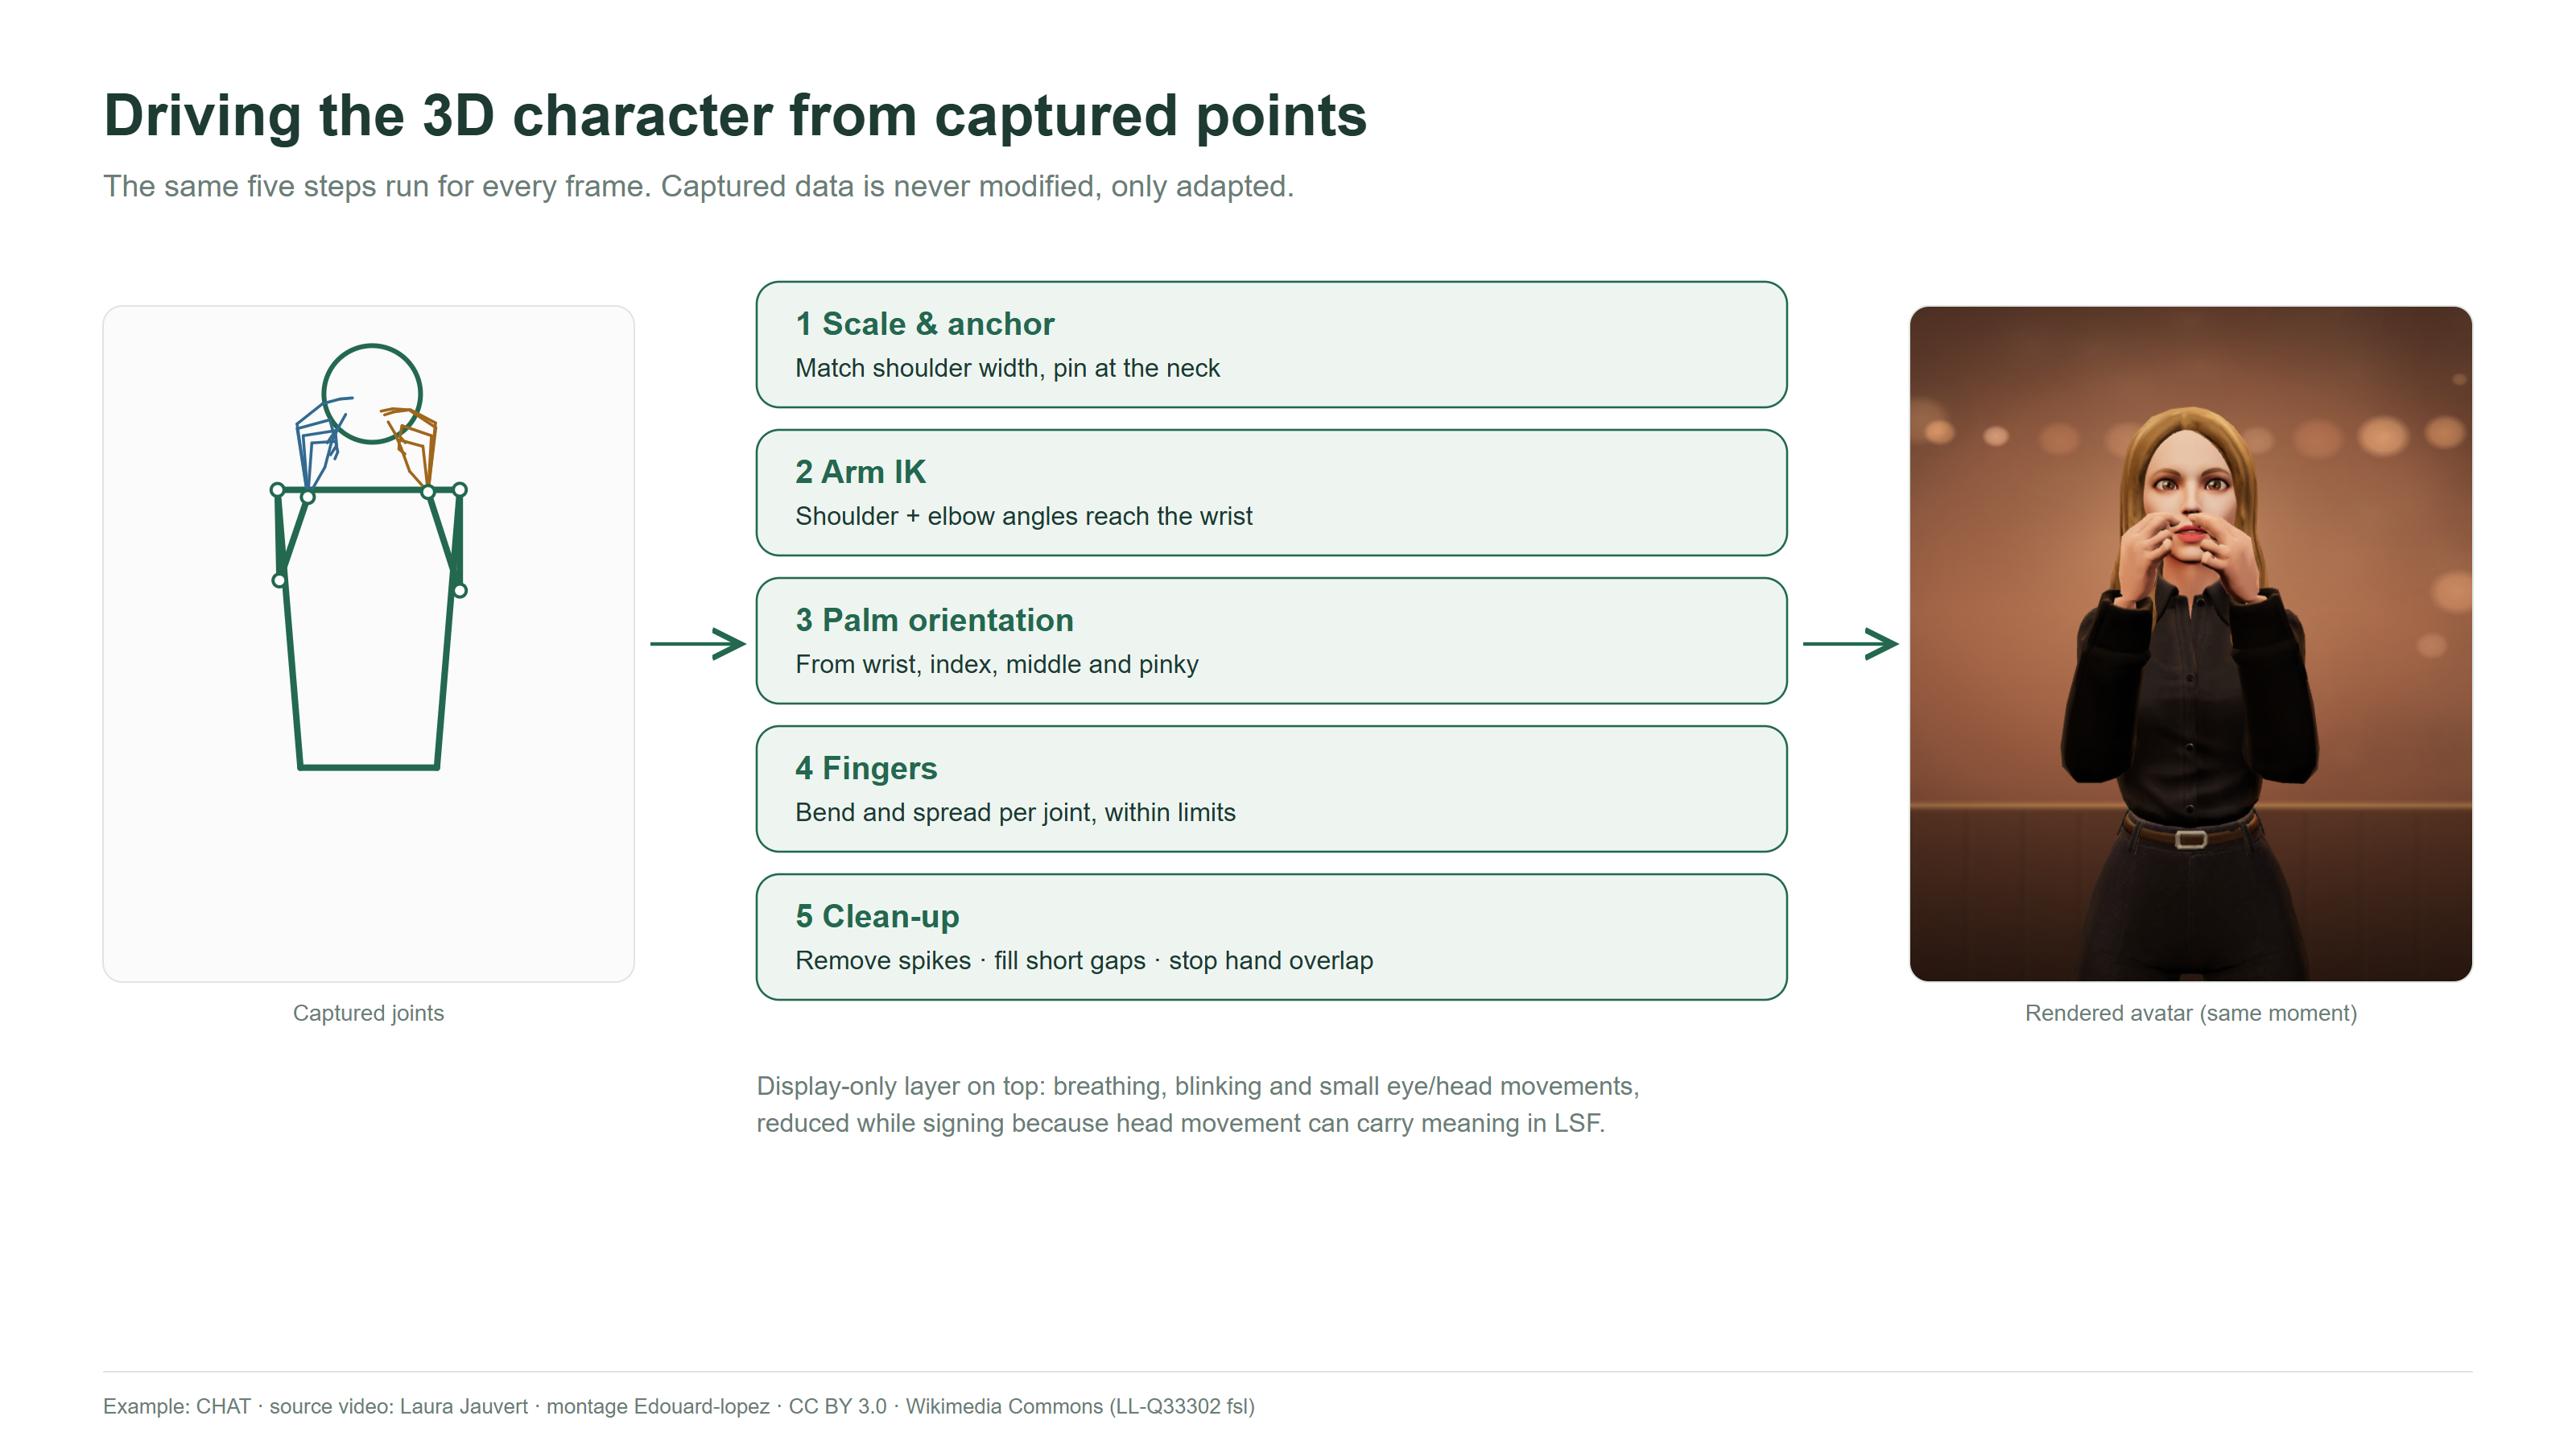 Driving the 3D character from captured points
The same five steps run for every frame. Captured data is never modified, only adapted.
1 Scale & anchor
Match shoulder width, pin at the neck
2 Arm IK
Shoulder + elbow angles reach the wrist
3 Palm orientation
From wrist, index, middle and pinky
4 Fingers
Bend and spread per joint, within limits
5 Clean-up
Remove spikes · fill short gaps · stop hand overlap
Captured joints
Rendered avatar (same moment)
Display-only layer on top: breathing, blinking and small eye/head movements,
reduced while signing because head movement can carry meaning in LSF.
Example: CHAT · source video: Laura Jauvert · montage Edouard-lopez · CC BY 3.0 · Wikimedia Commons (LL-Q33302 fsl)